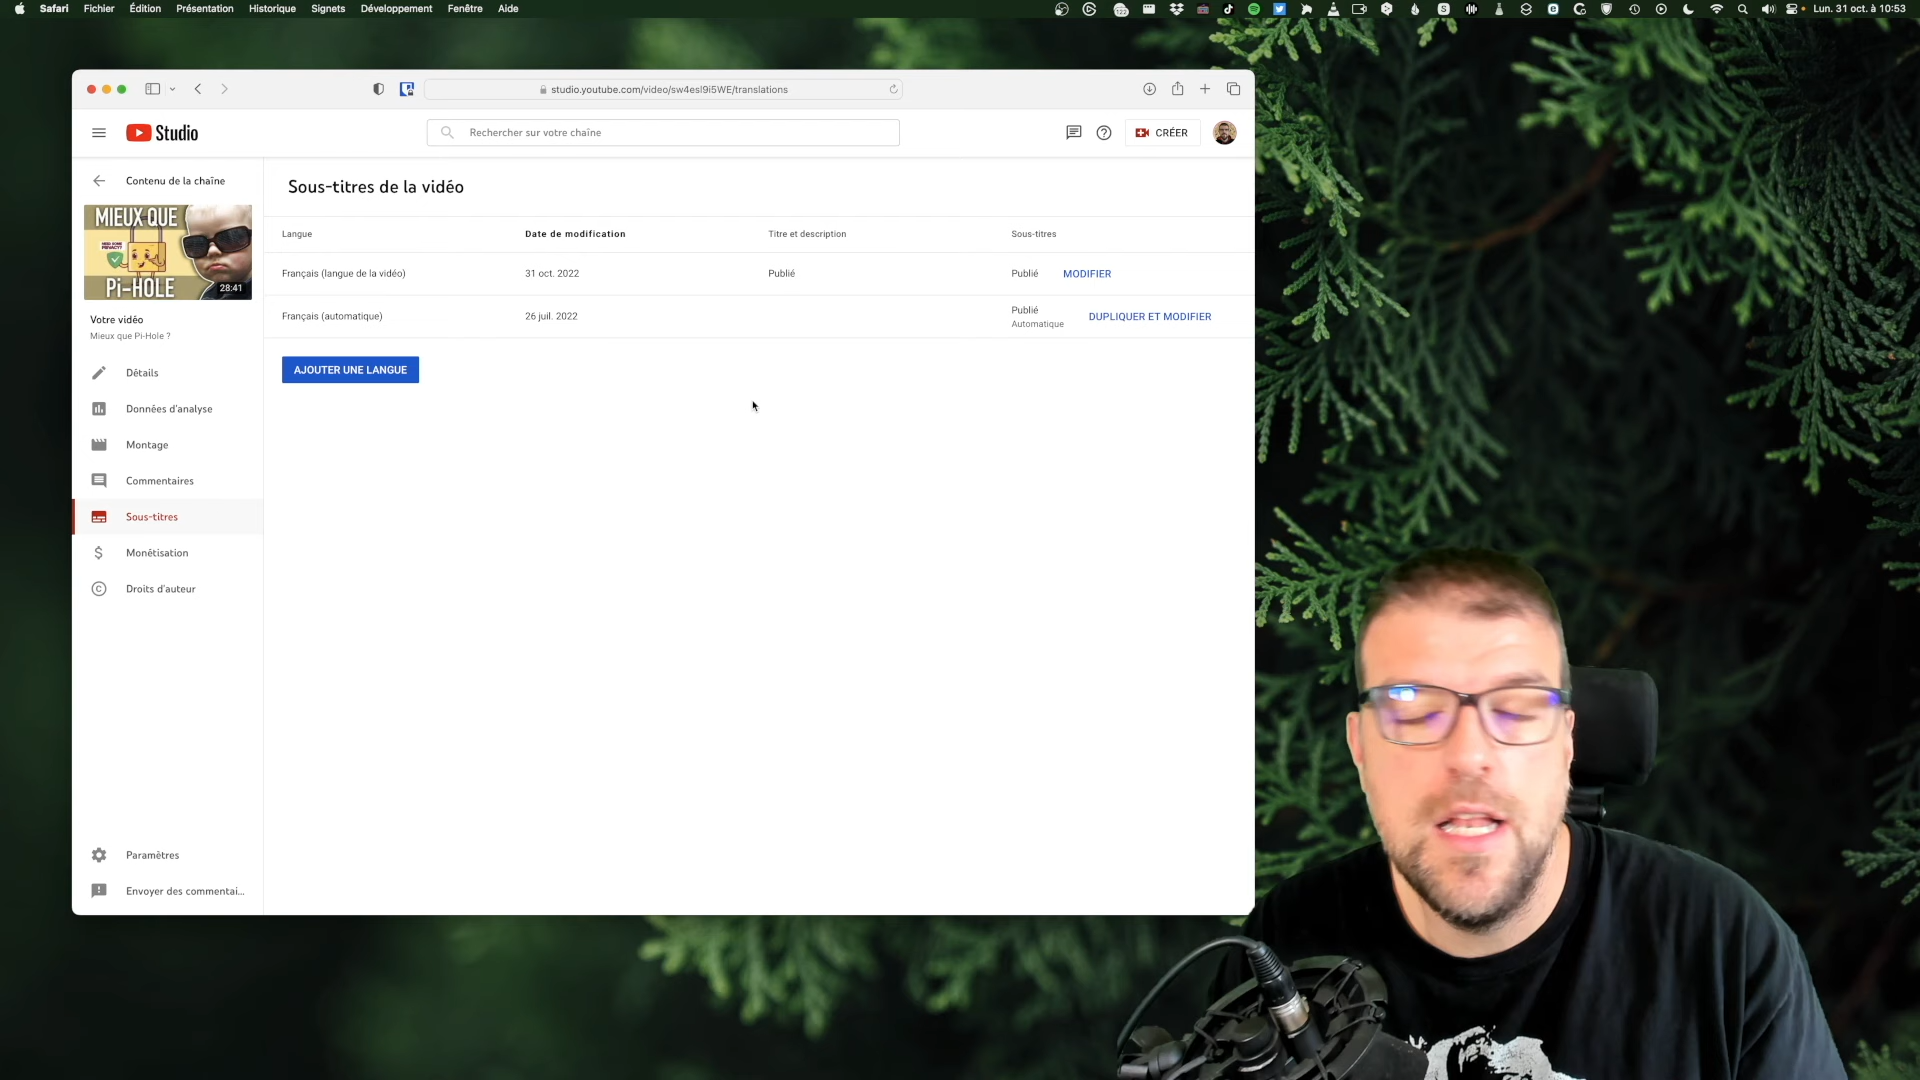 Safari Fichier Édition Présentation Historique Signets Développement Fenêtre Aide
Lun. 31 oct. à 10:53
studio.youtube.com/video/sw4esl9i5WE/translations
Studio
Rechercher sur votre chaîne
CRÉER
Contenu de la chaîne
MIEUX QUE
Pi-HOLE
28:41
Votre vidéo
Mieux que Pi-Hole ?
Détails
Données d'analyse
Montage
Commentaires
Sous-titres
Monétisation
Droits d'auteur
Paramètres
Envoyer des commentai...
Sous-titres de la vidéo
Langue Date de modification Titre et description Sous-titres
Français (langue de la vidéo) 31 oct. 2022 Publié Publié MODIFIER
Français (automatique) 26 juil. 2022 Publié
Automatique DUPLIQUER ET MODIFIER
AJOUTER UNE LANGUE